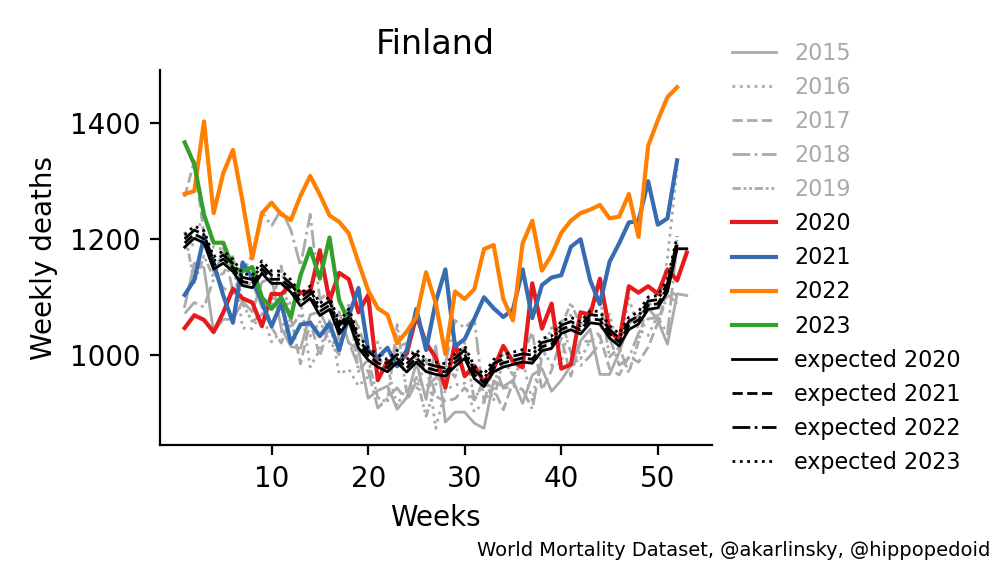 Finland
1400
1200
1000
Weekly deaths
10
20
30
40
50
Weeks
2015
2016
2017
2018
2019
2020
2021
2022
2023
expected 2020
expected 2021
expected 2022
expected 2023
World Mortality Dataset, @akarlinsky, @hippopedoid